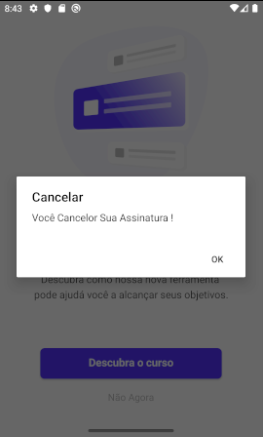 8:43
Cancelar
Você Cancelor Sua Assinatura !
OK
Descubra como nossa nova ferramenta
pode ajudá você a alcançar seus objetivos.
Descubra o curso
Não Agora